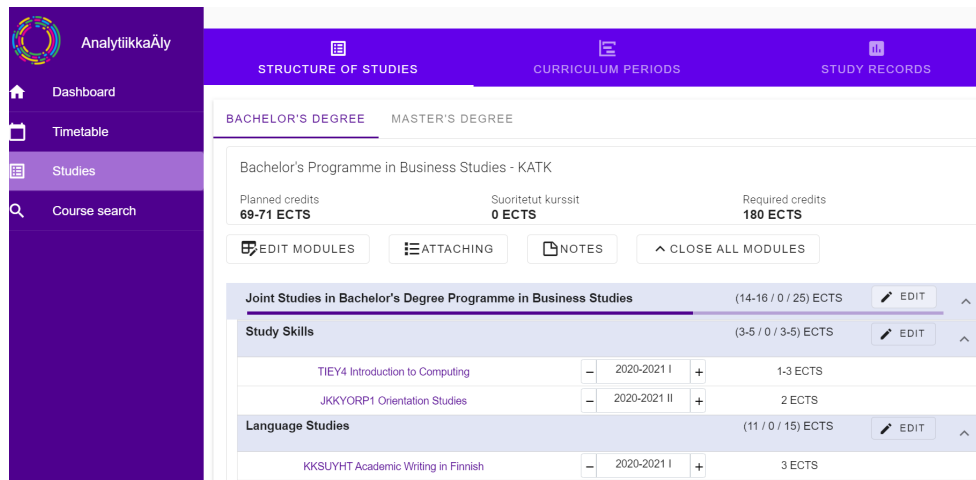 AnalytiikkaÄly
Dashboard
Timetable
Studies
Course search
STRUCTURE OF STUDIES
CURRICULUM PERIODS
STUDY RECORDS
BACHELOR'S DEGREE
MASTER'S DEGREE
Bachelor's Programme in Business Studies - KATK
Planned credits
69-71 ECTS
Suoritetut kurssit
0 ECTS
Required credits
180 ECTS
EDIT MODULES
ATTACHING
NOTES
CLOSE ALL MODULES
Joint Studies in Bachelor's Degree Programme in Business Studies (14-16 / 0 / 25) ECTS EDIT
Study Skills (3-5 / 0 / 3-5) ECTS EDIT
TIEY4 Introduction to Computing − 2020-2021 I + 1-3 ECTS
JKKYORP1 Orientation Studies − 2020-2021 II + 2 ECTS
Language Studies (11 / 0 / 15) ECTS EDIT
KKSUYHT Academic Writing in Finnish − 2020-2021 I + 3 ECTS